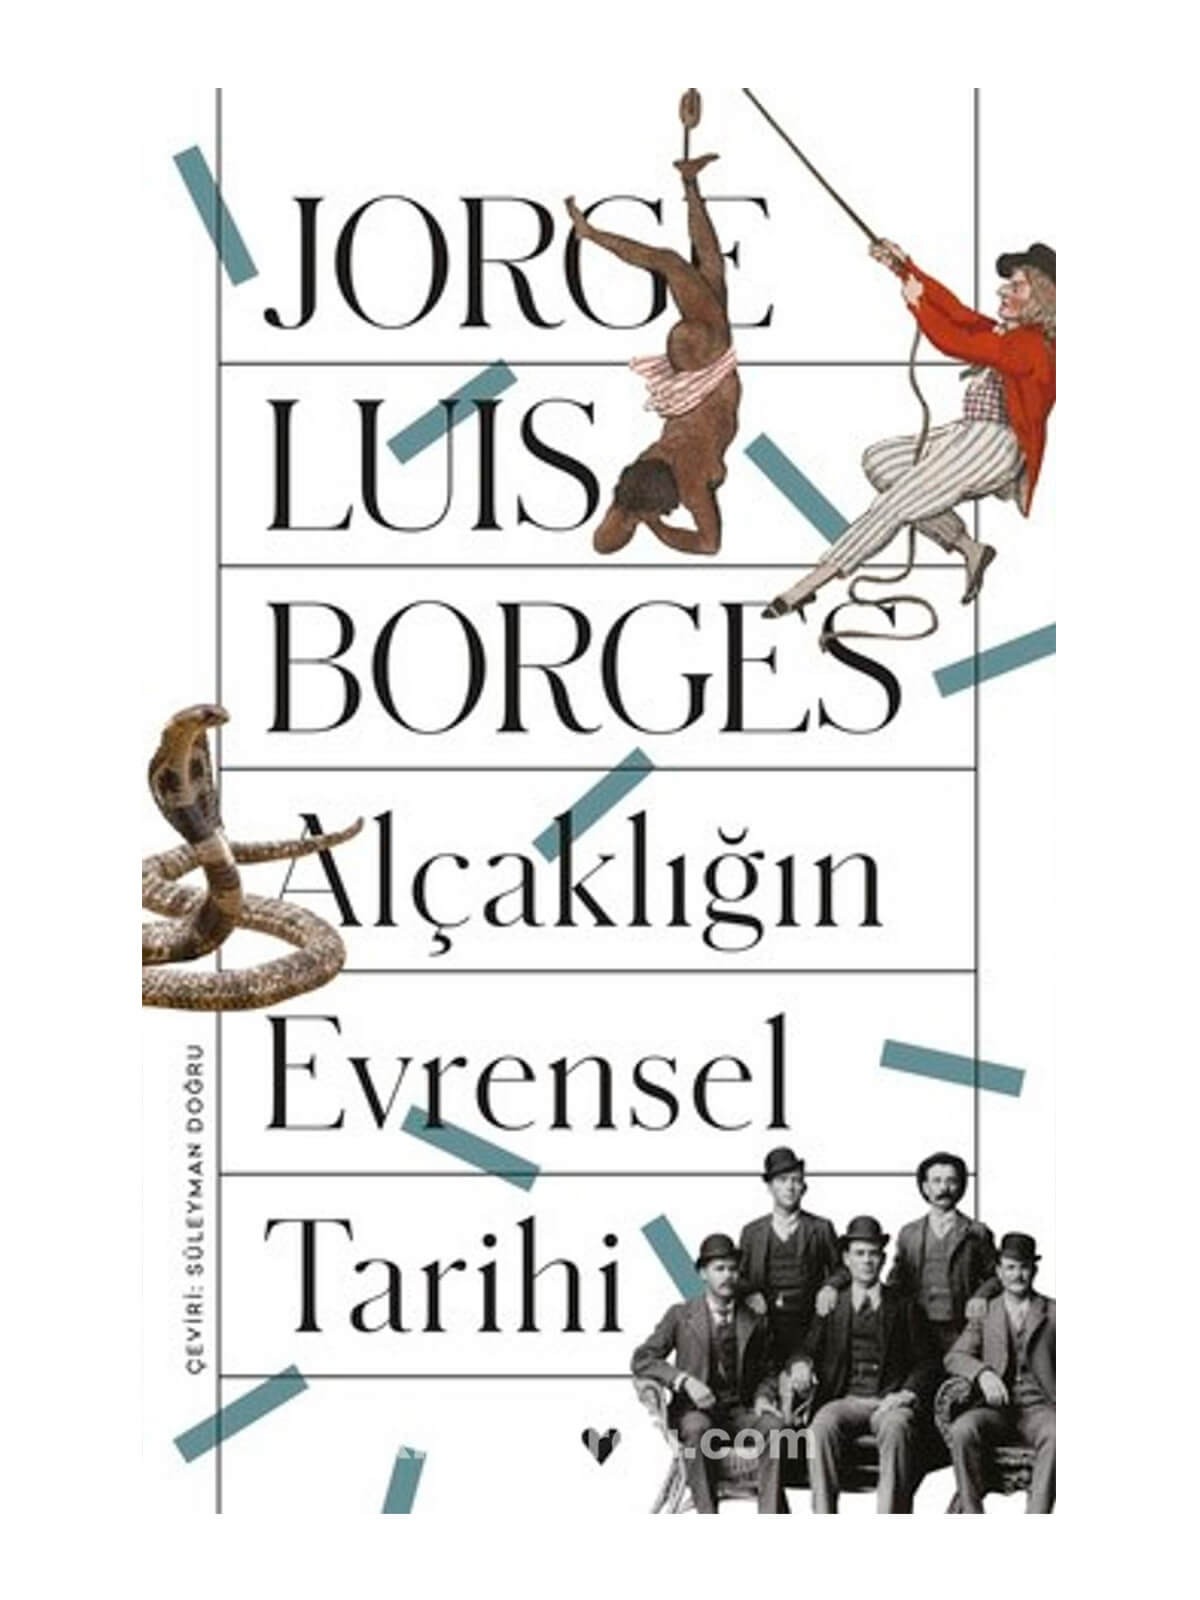 JORGE
LUIS
BORGES
Alçaklığın
Evrensel
Tarihi
ÇEVİRİ: SÜLEYMAN DOĞRU
.com